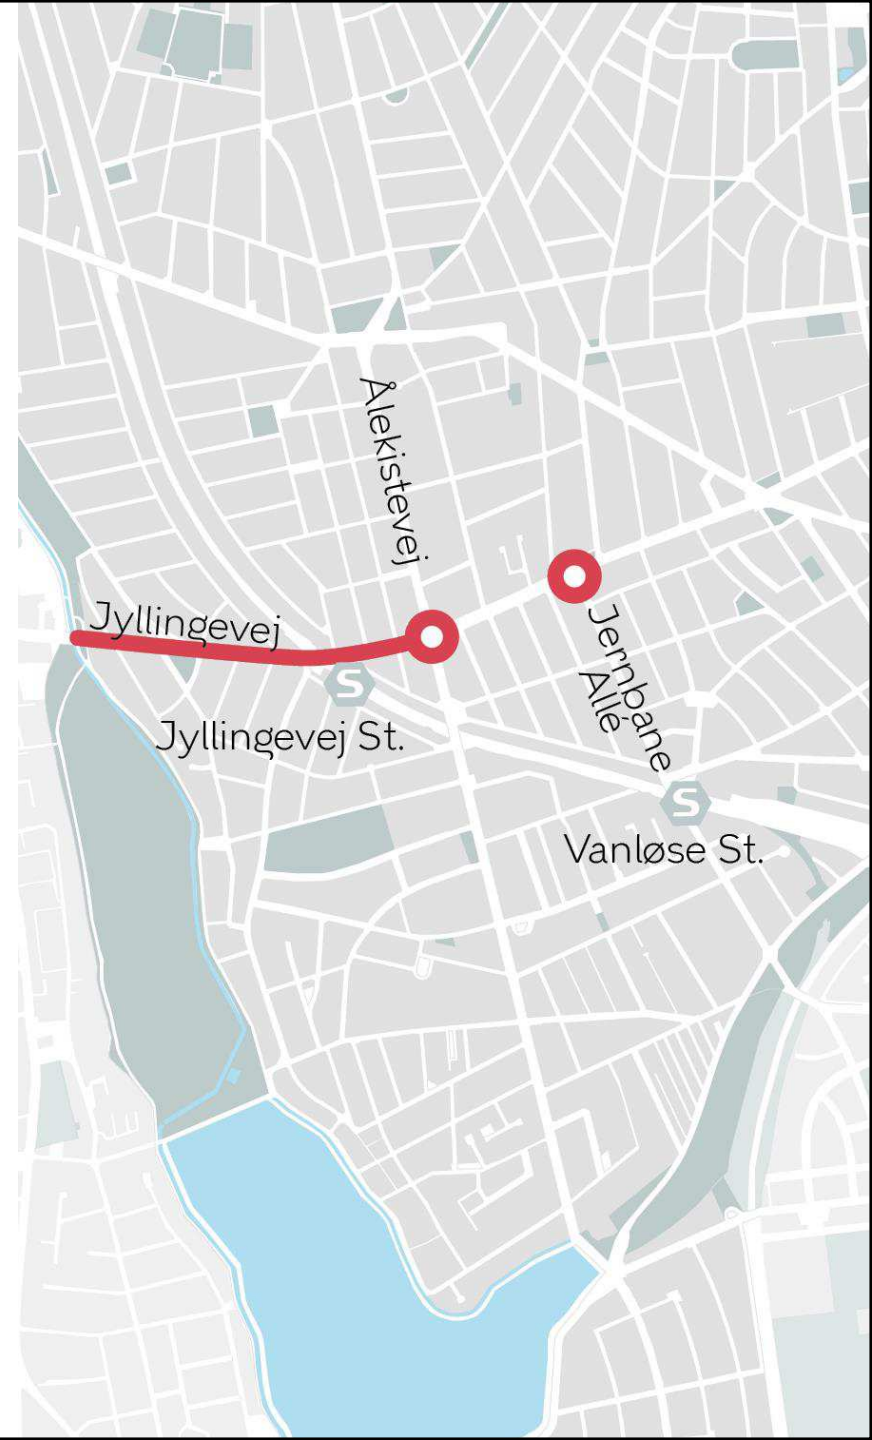 Ålekistevej
Jyllingevej
Jernbane
Allé
S
Jyllingevej St.
S
Vanløse St.